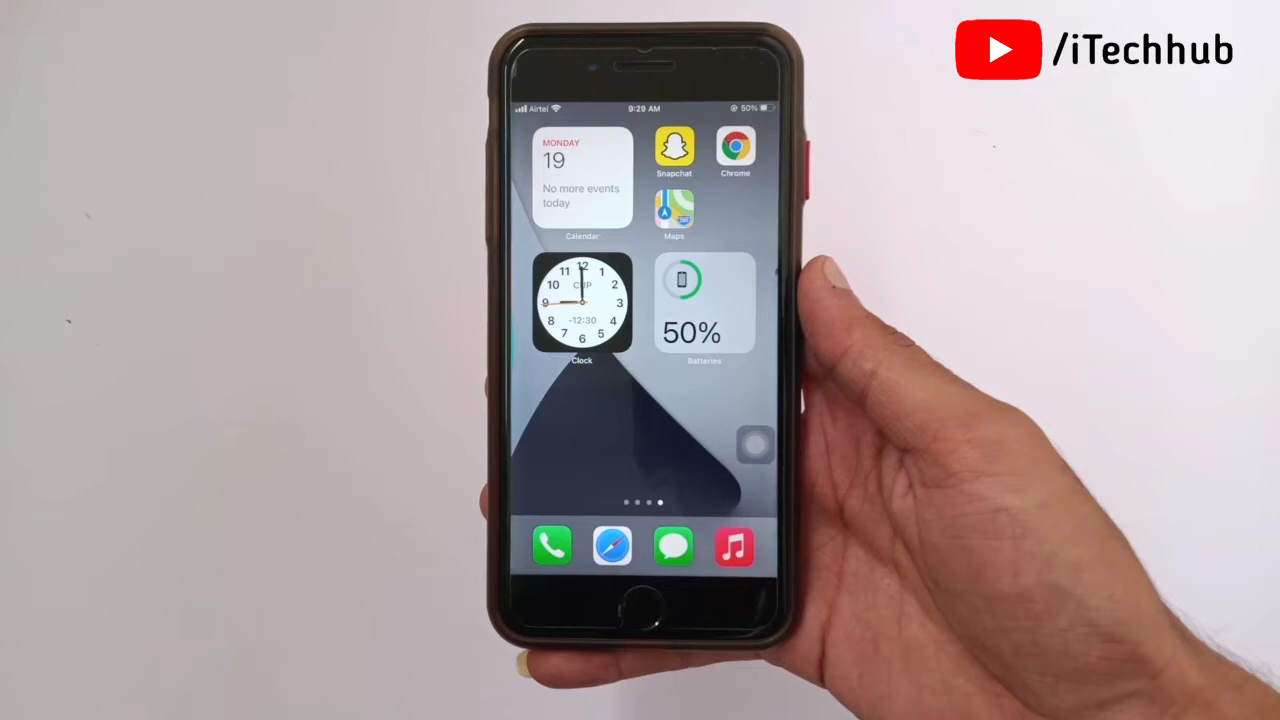 /iTechhub
Airtel
9:29 AM
50%
MONDAY
19
No more events
today
Calendar
Snapchat
Chrome
280
Maps
12
11
1
10
CUP
2
9
3
8
-12:30
4
7
5
6
Clock
50%
Batteries